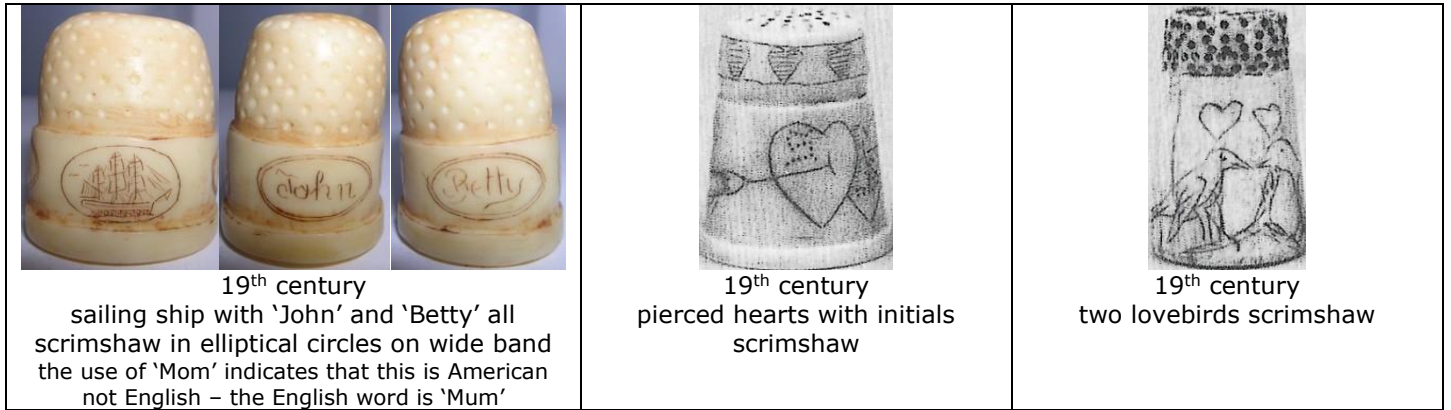 John
Betty
19th century
sailing ship with ‘John’ and ‘Betty’ all
scrimshaw in elliptical circles on wide band
the use of ‘Mom’ indicates that this is American
not English – the English word is ‘Mum’
19th century
pierced hearts with initials
scrimshaw
19th century
two lovebirds scrimshaw